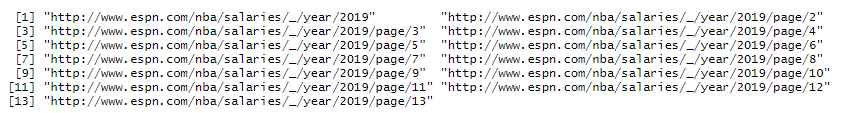 [1] "http://www.espn.com/nba/salaries/_/year/2019" "http://www.espn.com/nba/salaries/_/year/2019/page/2"
[3] "http://www.espn.com/nba/salaries/_/year/2019/page/3" "http://www.espn.com/nba/salaries/_/year/2019/page/4"
[5] "http://www.espn.com/nba/salaries/_/year/2019/page/5" "http://www.espn.com/nba/salaries/_/year/2019/page/6"
[7] "http://www.espn.com/nba/salaries/_/year/2019/page/7" "http://www.espn.com/nba/salaries/_/year/2019/page/8"
[9] "http://www.espn.com/nba/salaries/_/year/2019/page/9" "http://www.espn.com/nba/salaries/_/year/2019/page/10"
[11] "http://www.espn.com/nba/salaries/_/year/2019/page/11" "http://www.espn.com/nba/salaries/_/year/2019/page/12"
[13] "http://www.espn.com/nba/salaries/_/year/2019/page/13"